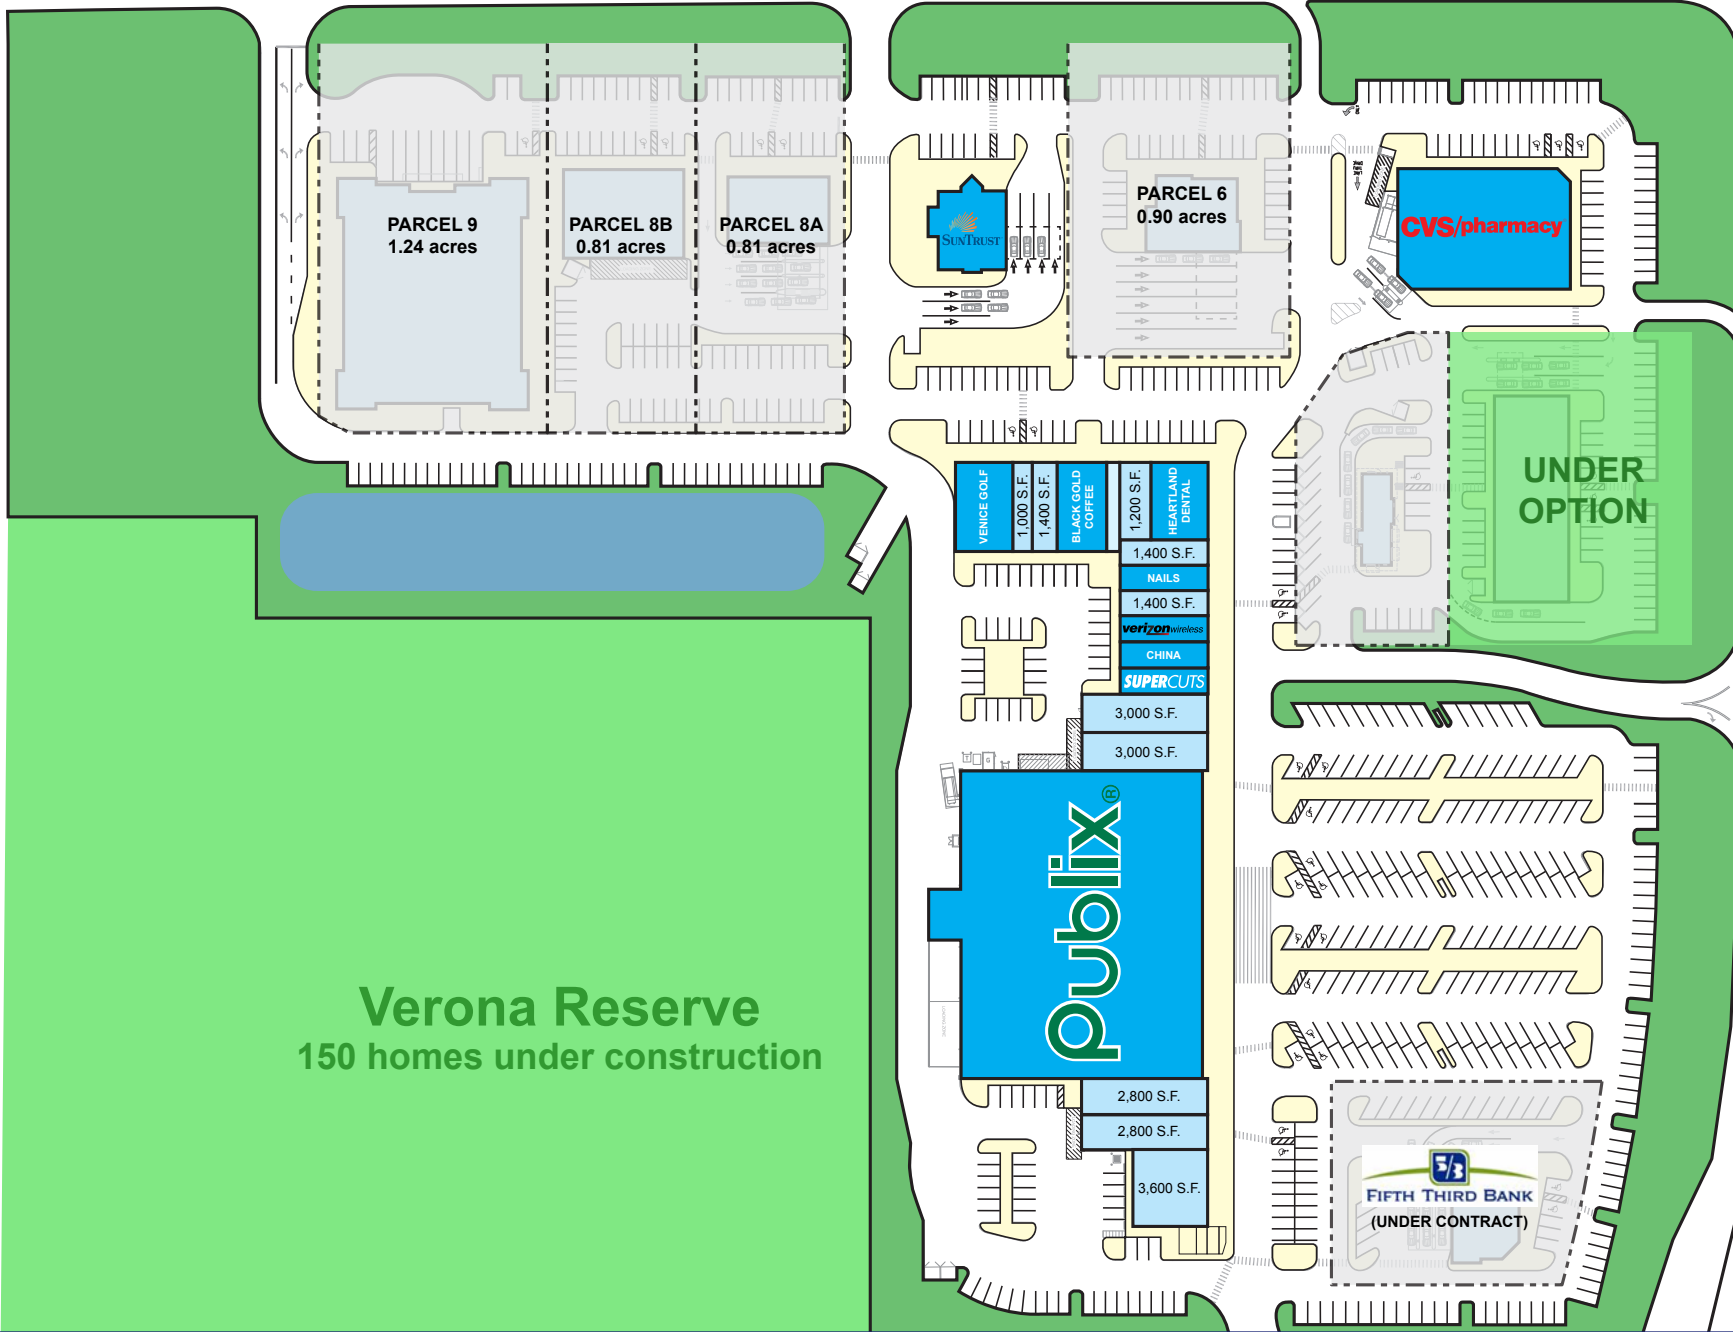 PARCEL 9
1.24 acres
PARCEL 8B
0.81 acres
PARCEL 8A
0.81 acres
SUNTRUST
PARCEL 6
0.90 acres
CVS/pharmacy
UNDER
OPTION
VENICE GOLF
1,000 S.F.
1,400 S.F.
BLACK GOLD
COFFEE
1,200 S.F.
HEARTLAND
DENTAL
1,400 S.F.
NAILS
1,400 S.F.
verizon wireless
CHINA
SUPERCUTS
3,000 S.F.
3,000 S.F.
publix®
Verona Reserve
150 homes under construction
2,800 S.F.
2,800 S.F.
3,600 S.F.
5/3
FIFTH THIRD BANK
(UNDER CONTRACT)